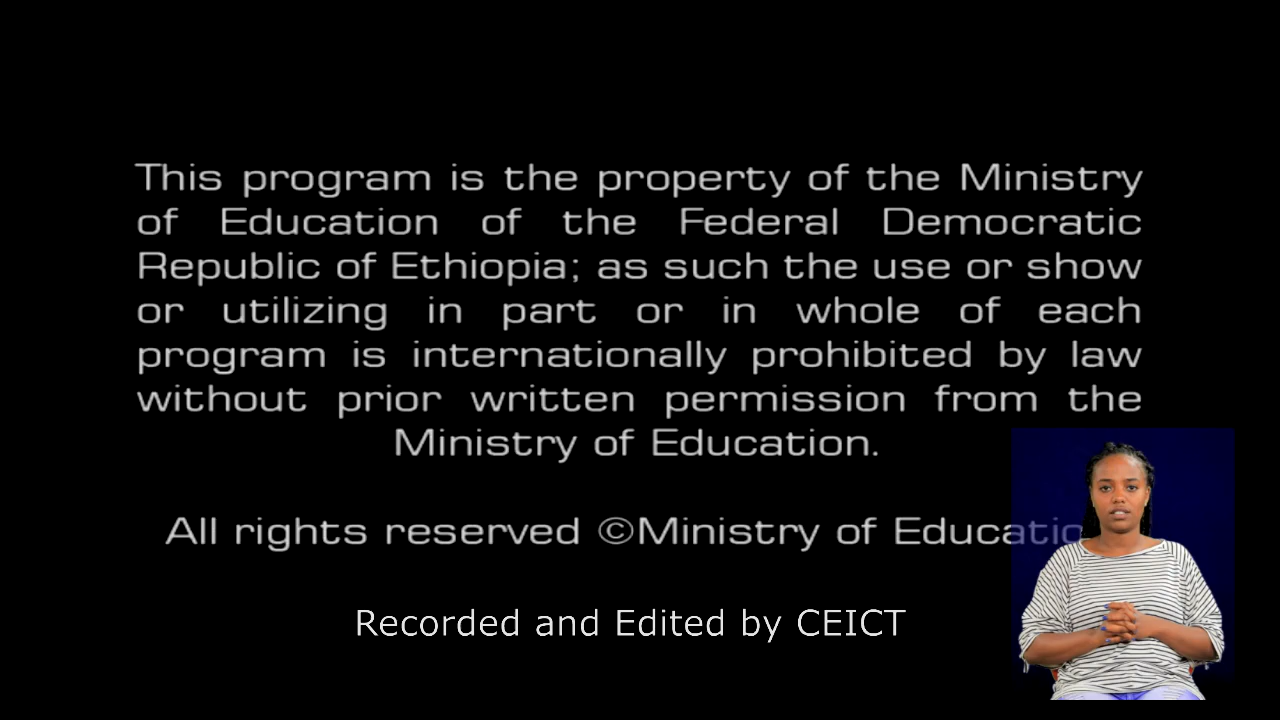 This program is the property of the Ministry
of Education of the Federal Democratic
Republic of Ethiopia; as such the use or show
or utilizing in part or in whole of each
program is internationally prohibited by law
without prior written permission from the
Ministry of Education.
All rights reserved ©Ministry of Education
Recorded and Edited by CEICT